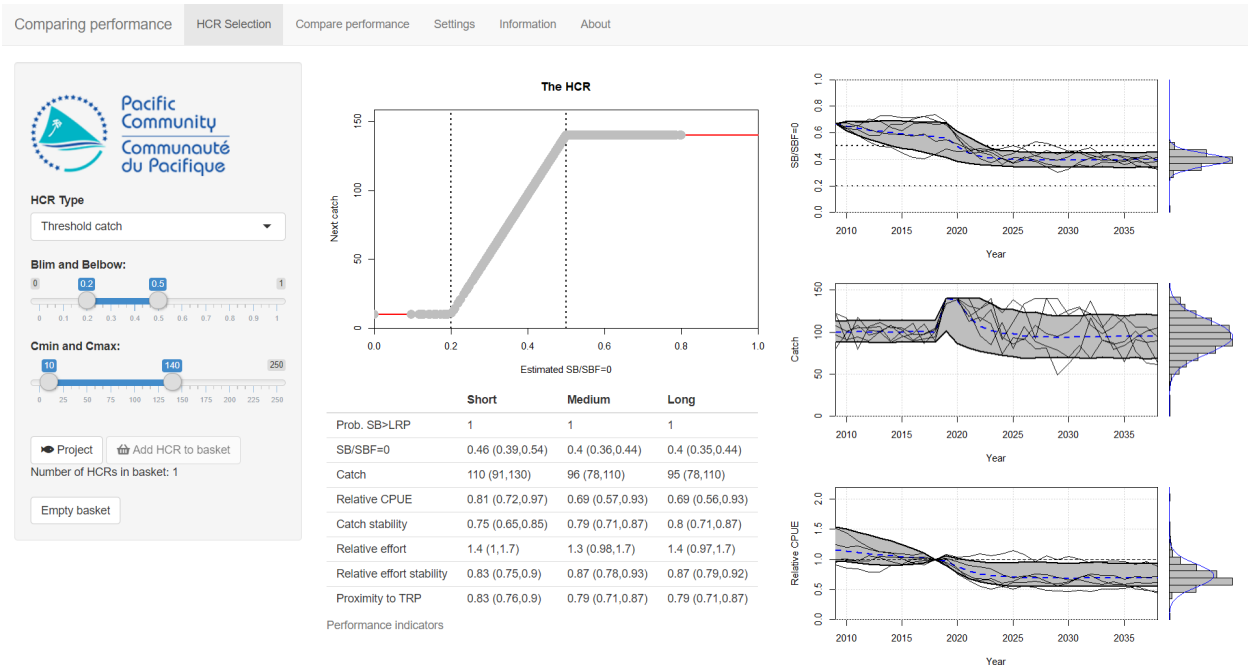 Comparing performance HCR Selection Compare performance Settings Information About
Pacific
Community
Communauté
du Pacifique
HCR Type
Threshold catch
Blim and Belbow:
0 0.2 0.5 1
0 0.1 0.2 0.3 0.4 0.5 0.6 0.7 0.8 0.9 1
Cmin and Cmax:
10 140 250
0 25 50 75 100 125 150 175 200 225 250
Project Add HCR to basket
Number of HCRs in basket: 1
Empty basket
The HCR
Next catch
150
100
50
0
0.0 0.2 0.4 0.6 0.8 1.0
Estimated SB/SBF=0
Short Medium Long
Prob. SB>LRP 1 1 1
SB/SBF=0 0.46 (0.39,0.54) 0.4 (0.36,0.44) 0.4 (0.35,0.44)
Catch 110 (91,130) 96 (78,110) 95 (78,110)
Relative CPUE 0.81 (0.72,0.97) 0.69 (0.57,0.93) 0.69 (0.56,0.93)
Catch stability 0.75 (0.65,0.85) 0.79 (0.71,0.87) 0.8 (0.71,0.87)
Relative effort 1.4 (1,1.7) 1.3 (0.98,1.7) 1.4 (0.97,1.7)
Relative effort stability 0.83 (0.75,0.9) 0.87 (0.78,0.93) 0.87 (0.79,0.92)
Proximity to TRP 0.83 (0.76,0.9) 0.79 (0.71,0.87) 0.79 (0.71,0.87)
Performance indicators
SB/SBF=0
1.0
0.8
0.6
0.4
0.2
0.0
2010 2015 2020 2025 2030 2035
Year
Catch
150
100
50
0
2010 2015 2020 2025 2030 2035
Year
Relative CPUE
2.0
1.5
1.0
0.5
0.0
2010 2015 2020 2025 2030 2035
Year